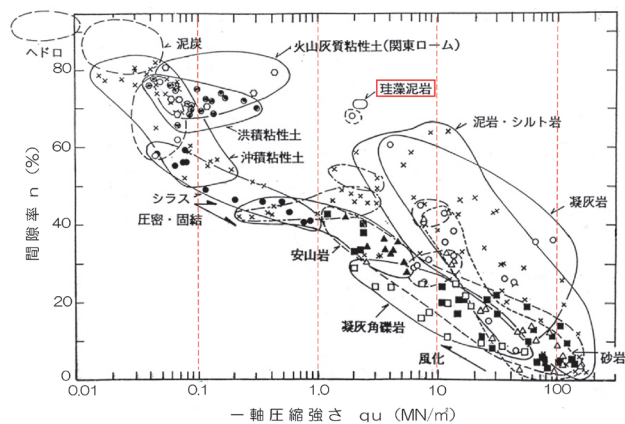 ヘドロ
泥炭
火山灰質粘性土(関東ローム)
珪藻泥岩
泥岩・シルト岩
洪積粘性土
沖積粘性土
凝灰岩
シラス
圧密・固結
安山岩
凝灰角礫岩
風化
砂岩
間隙率 n (%)
80
60
40
20
0
0.01
0.1
1.0
10
100
一軸圧縮強さ qu (MN/㎡)